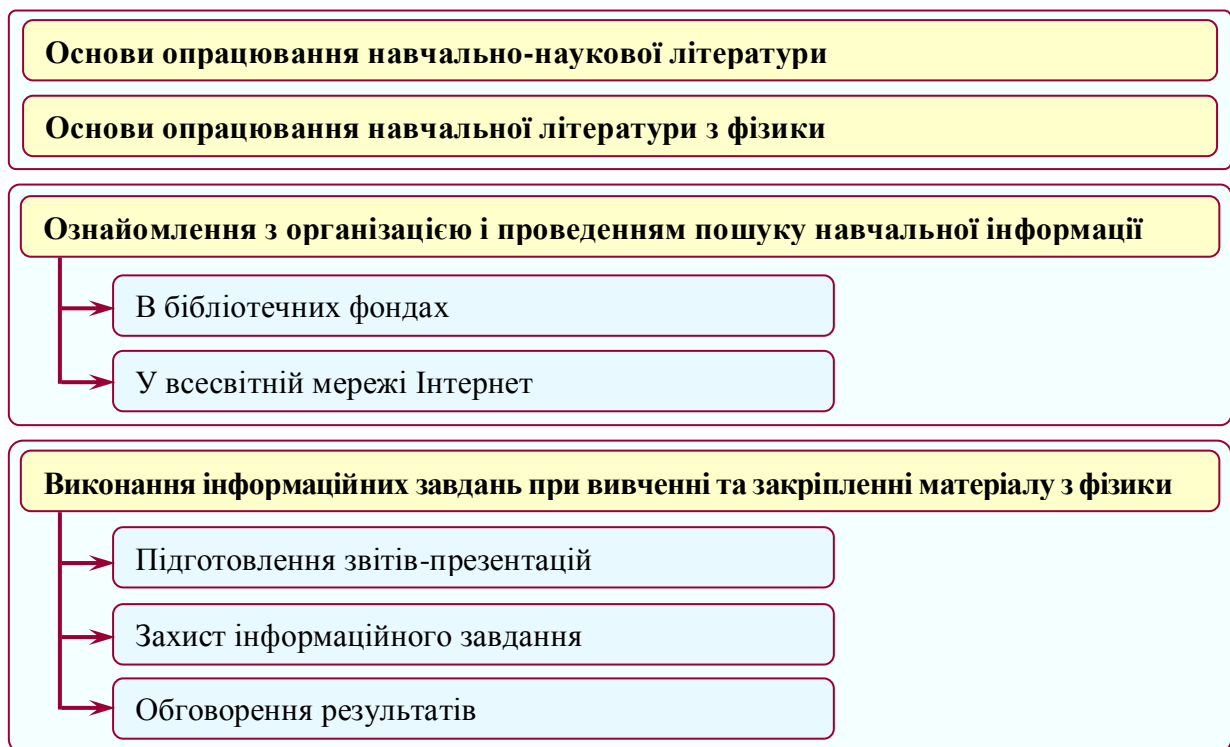 Основи опрацювання навчально-наукової літератури
Основи опрацювання навчальної літератури з фізики
Ознайомлення з організацією і проведенням пошуку навчальної інформації
В бібліотечних фондах
У всесвітній мережі Інтернет
Виконання інформаційних завдань при вивченні та закріпленні матеріалу з фізики
Підготовлення звітів-презентацій
Захист інформаційного завдання
Обговорення результатів